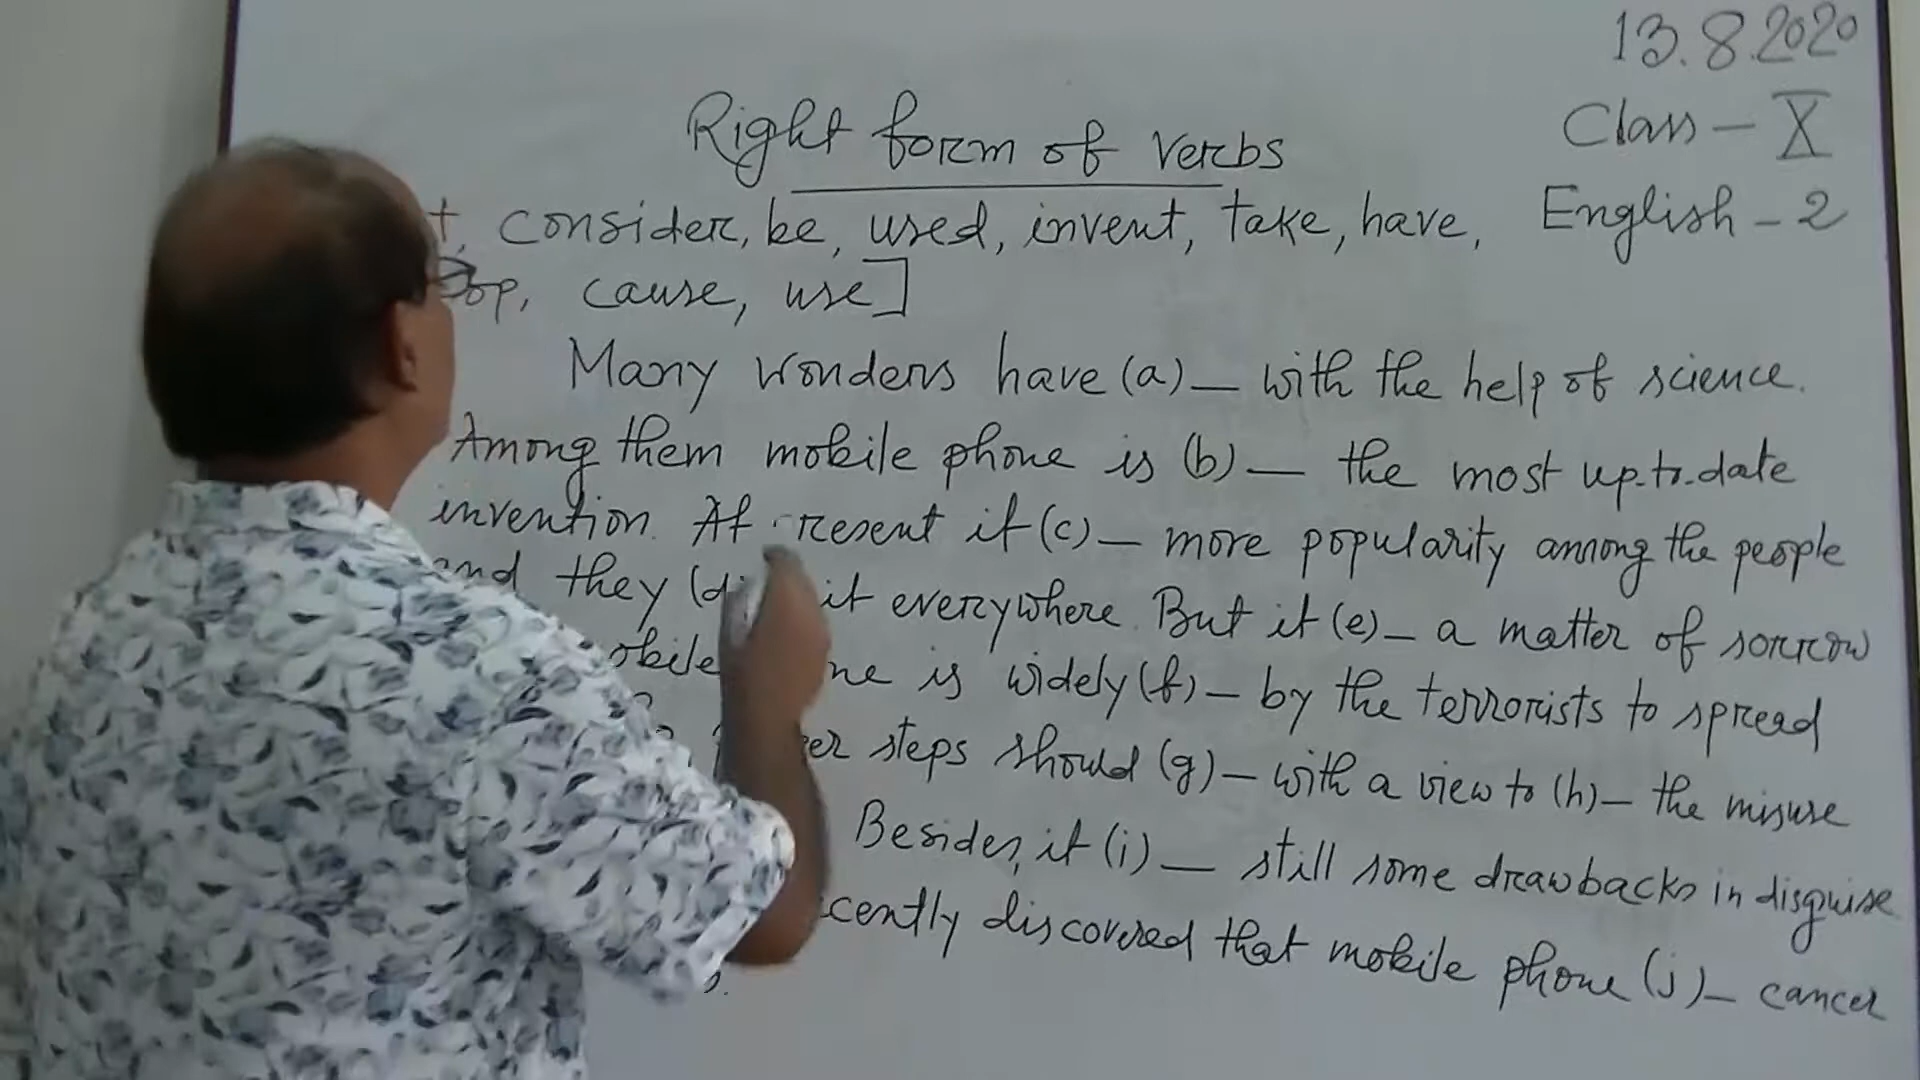 13.8.2020
Right form of verbs
Class - X
consider, be, used, invent, take, have,
English - 2
cause, use]
Many wonders have (a) — with the help of science.
Among them mobile phone is (b) — the most up-to-date
invention. At resent it (c) — more popularity among the people
and they (d it everywhere. But it (e) — a matter of sorrow
is widely (f) — by the terrorists to spread
steps should (g) — with a view to (h) — the misuse
Besides, it (i) — still some drawbacks in disguise
cently discovered that mobile phone (j) — cancer